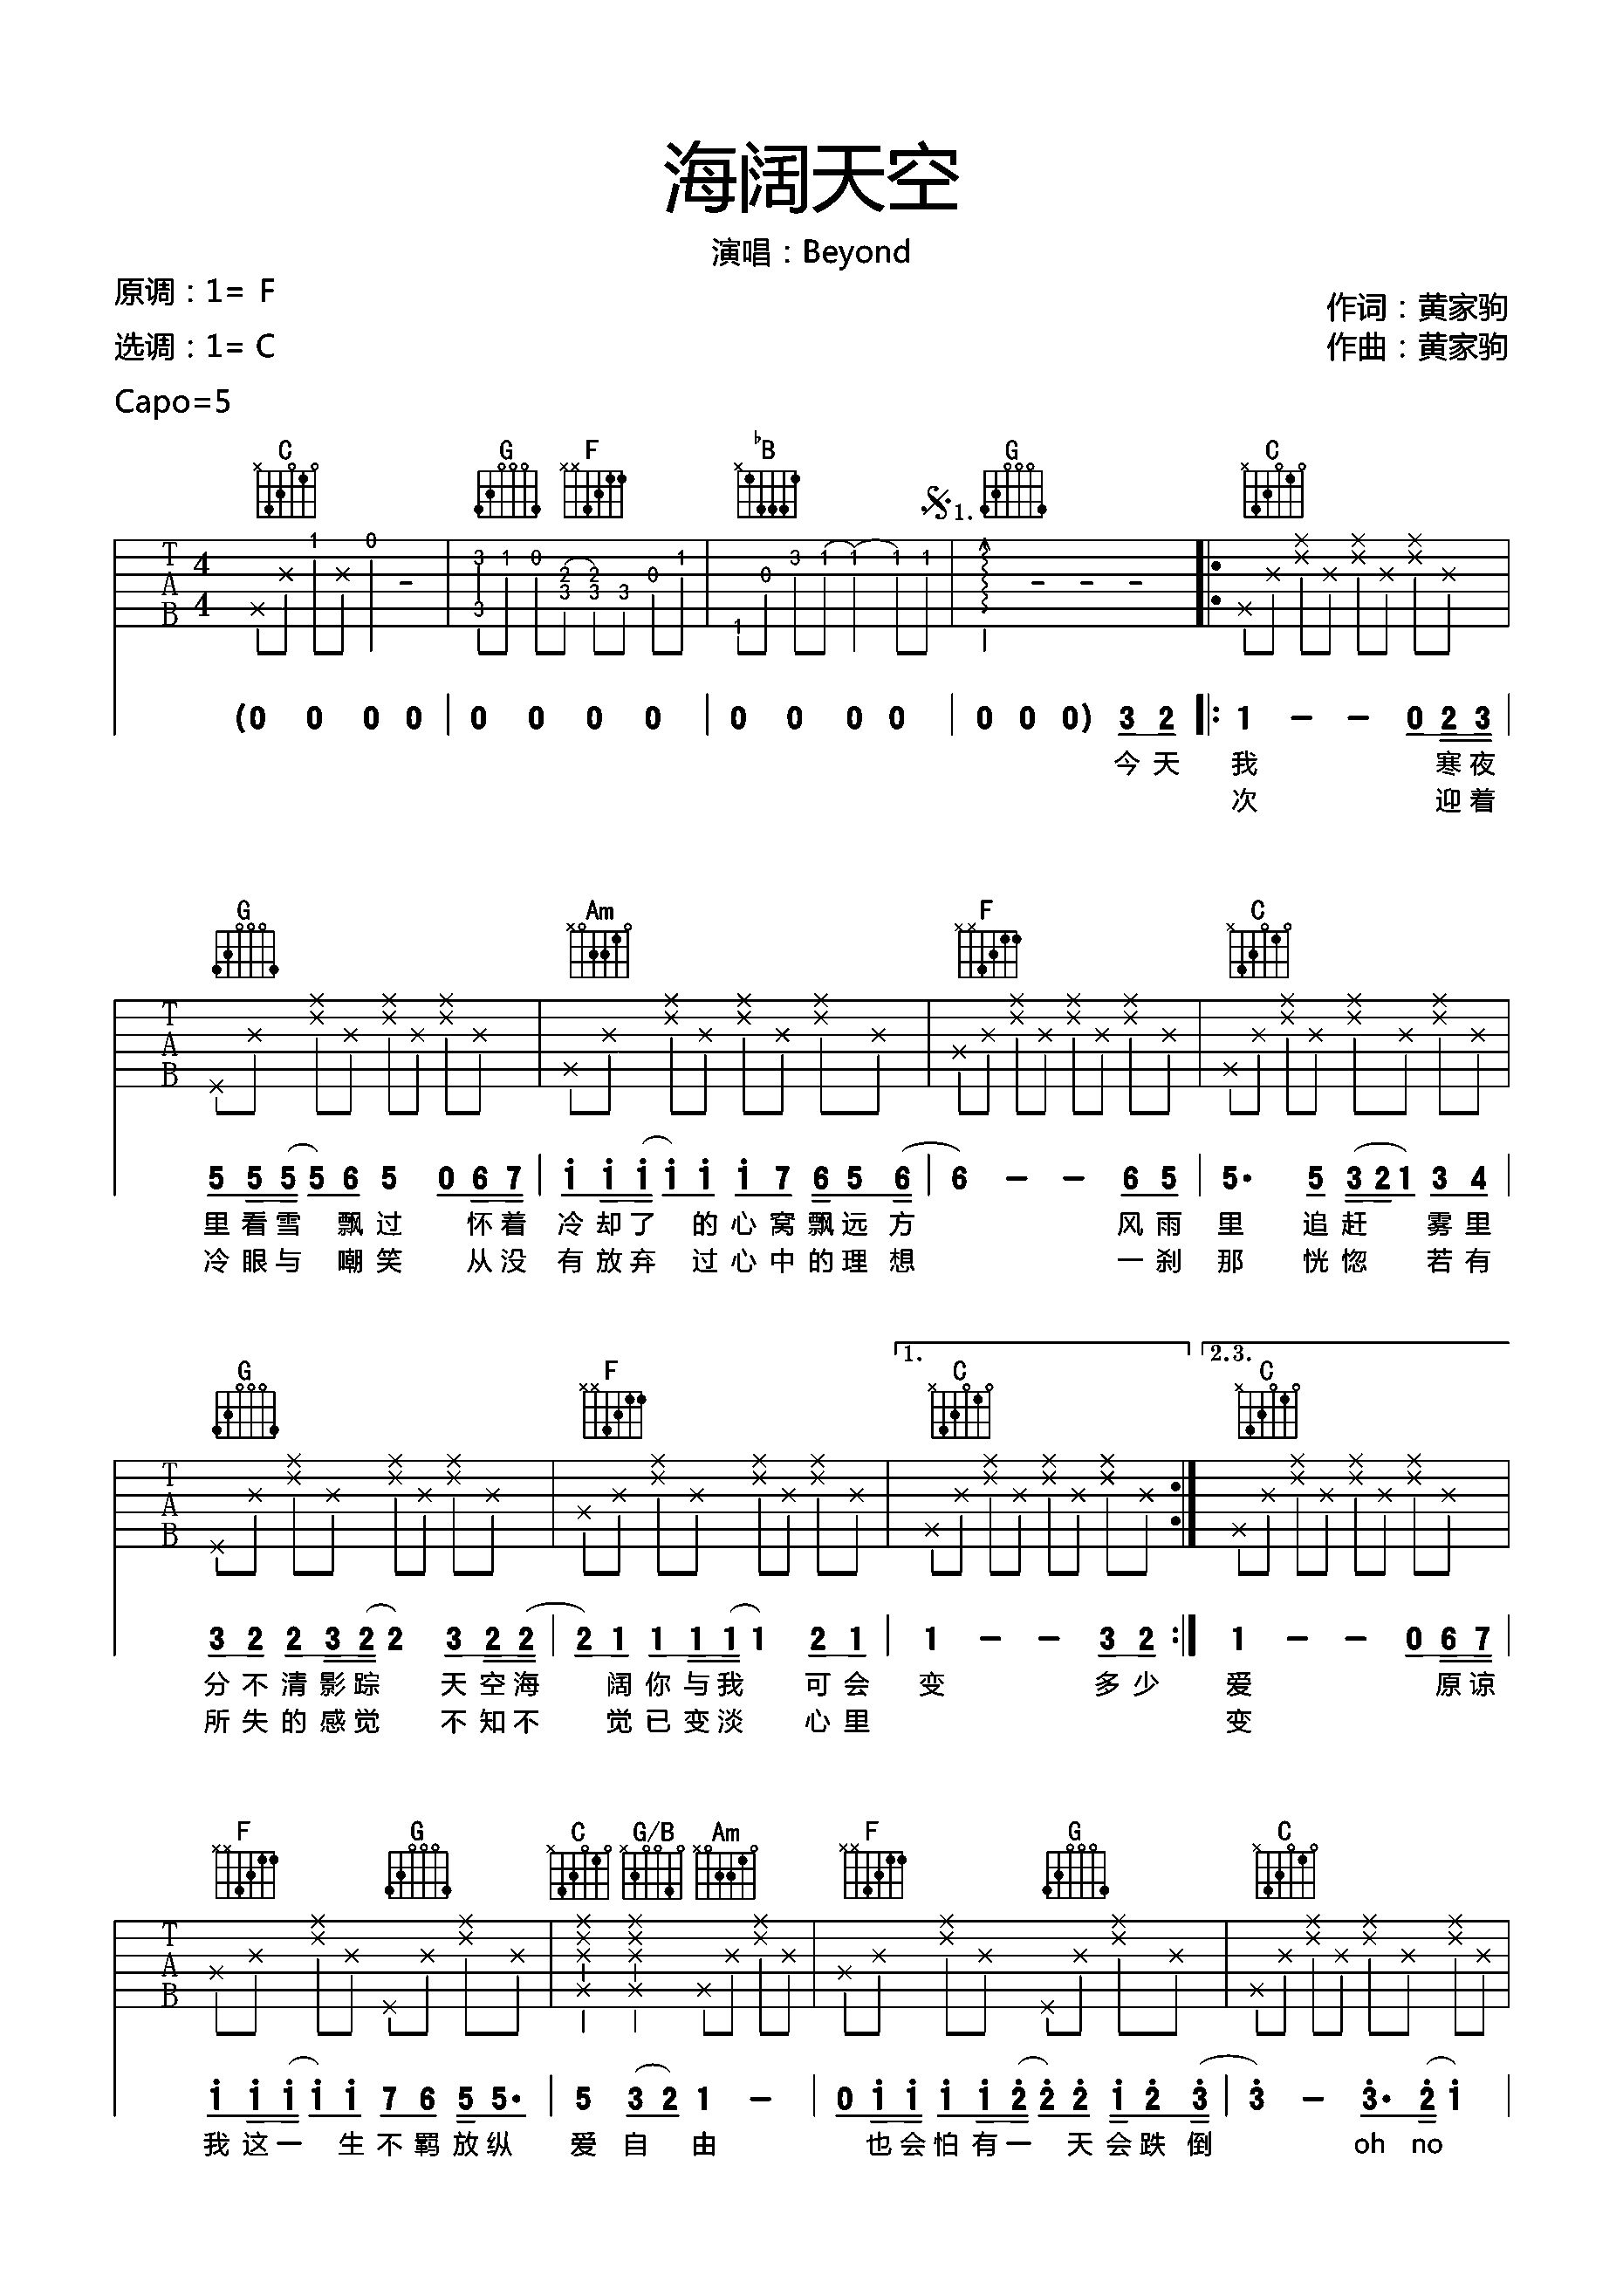 海阔天空
演唱：Beyond
原调：1= F
作词：黄家驹
选调：1= C
作曲：黄家驹
Capo=5
C G F ♭B G C
1.
T A B 4 4 1 0 3 3 1 0 2 3 2 3 3 0 1 1 0 3 1 1 1 1
(0 0 0 0 | 0 0 0 0 | 0 0 0 0 | 0 0 0) 3 2 |: 1 - - 0 2 3 |
今天 我 寒夜
次 迎着
G Am F C
T A B
5 5 5 5 6 5 0 6 7 | i i i i i i 7 6 5 6 | 6 - - 6 5 | 5· 5 3 2 1 3 4 |
里看雪 飘过 怀着 冷却了 的心窝飘远方 风雨 里 追赶 雾里
冷眼与 嘲笑 从没 有放弃 过心中的理想 一刹 那 恍惚 若有
1. 2.3.
G F C C
T A B
3 2 2 3 2 2 3 2 2 | 2 1 1 1 1 1 2 1 | 1 - - 3 2 :| 1 - - 0 6 7 |
分不清影踪 天空海 阔你与我 可会 变 多少 爱 原谅
所失的感觉 不知不 觉已变淡 心里 变
F G C G/B Am F G C
T A B
i i i i i 7 6 5 5· | 5 3 2 1 - | 0 i i i i 2̇ 2̇ 2̇ i 2̇ 3̇ | 3̇ - 3̇· 2̇ i |
我这一 生不羁放纵 爱自由 也会怕有一 天会跌倒 oh no